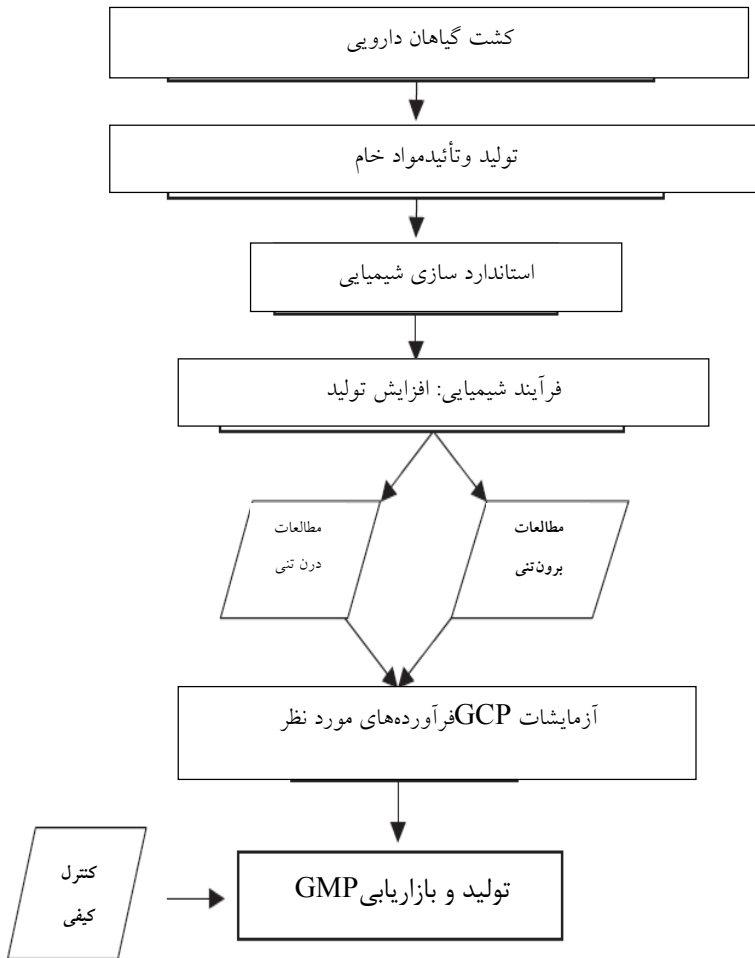 کشت گیاهان دارویی
تولید وتأئیدمواد خام
استاندارد سازی شیمیایی
فرآیند شیمیایی: افزایش تولید
مطالعات
برون‌تنی
مطالعات
درن تنی
آزمایشات GCPفرآورده‌های مورد نظر
تولید و بازاریابیGMP
کنترل
کیفی